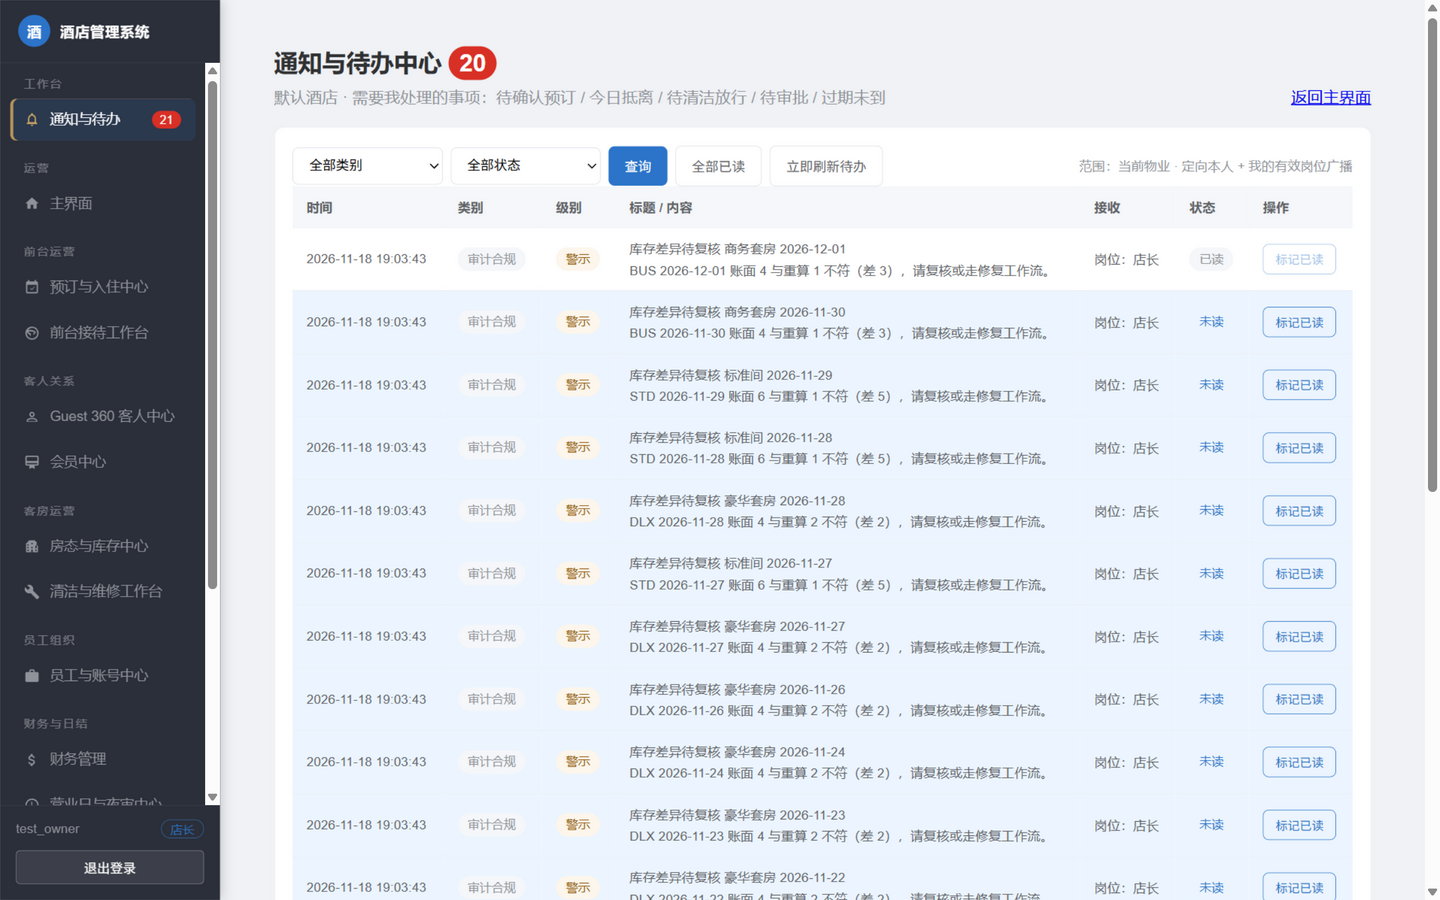 酒 酒店管理系统
工作台
通知与待办 21
运营
主界面
前台运营
预订与入住中心
前台接待工作台
客人关系
Guest 360 客人中心
会员中心
客房运营
房态与库存中心
清洁与维修工作台
员工组织
员工与账号中心
财务与日结
财务管理
营业日与夜审中心
test_owner 店长
退出登录
通知与待办中心 20
默认酒店 · 需要我处理的事项：待确认预订 / 今日抵离 / 待清洁放行 / 待审批 / 过期未到
返回主界面
全部类别 全部状态 查询 全部已读 立即刷新待办 范围：当前物业 · 定向本人 + 我的有效岗位广播
时间 类别 级别 标题 / 内容 接收 状态 操作
2026-11-18 19:03:43 审计合规 警示 库存差异待复核 商务套房 2026-12-01
BUS 2026-12-01 账面 4 与重算 1 不符（差 3），请复核或走修复工作流。 岗位：店长 已读 标记已读
2026-11-18 19:03:43 审计合规 警示 库存差异待复核 商务套房 2026-11-30
BUS 2026-11-30 账面 4 与重算 1 不符（差 3），请复核或走修复工作流。 岗位：店长 未读 标记已读
2026-11-18 19:03:43 审计合规 警示 库存差异待复核 标准间 2026-11-29
STD 2026-11-29 账面 6 与重算 1 不符（差 5），请复核或走修复工作流。 岗位：店长 未读 标记已读
2026-11-18 19:03:43 审计合规 警示 库存差异待复核 标准间 2026-11-28
STD 2026-11-28 账面 6 与重算 1 不符（差 5），请复核或走修复工作流。 岗位：店长 未读 标记已读
2026-11-18 19:03:43 审计合规 警示 库存差异待复核 豪华套房 2026-11-28
DLX 2026-11-28 账面 4 与重算 2 不符（差 2），请复核或走修复工作流。 岗位：店长 未读 标记已读
2026-11-18 19:03:43 审计合规 警示 库存差异待复核 标准间 2026-11-27
STD 2026-11-27 账面 6 与重算 1 不符（差 5），请复核或走修复工作流。 岗位：店长 未读 标记已读
2026-11-18 19:03:43 审计合规 警示 库存差异待复核 豪华套房 2026-11-27
DLX 2026-11-27 账面 4 与重算 2 不符（差 2），请复核或走修复工作流。 岗位：店长 未读 标记已读
2026-11-18 19:03:43 审计合规 警示 库存差异待复核 豪华套房 2026-11-26
DLX 2026-11-26 账面 4 与重算 2 不符（差 2），请复核或走修复工作流。 岗位：店长 未读 标记已读
2026-11-18 19:03:43 审计合规 警示 库存差异待复核 豪华套房 2026-11-24
DLX 2026-11-24 账面 4 与重算 2 不符（差 2），请复核或走修复工作流。 岗位：店长 未读 标记已读
2026-11-18 19:03:43 审计合规 警示 库存差异待复核 豪华套房 2026-11-23
DLX 2026-11-23 账面 4 与重算 2 不符（差 2），请复核或走修复工作流。 岗位：店长 未读 标记已读
2026-11-18 19:03:43 审计合规 警示 库存差异待复核 豪华套房 2026-11-22
DLX 2026-11-22 账面 4 与重算 2 不符（差 2），请复核或走修复工作流。 岗位：店长 未读 标记已读